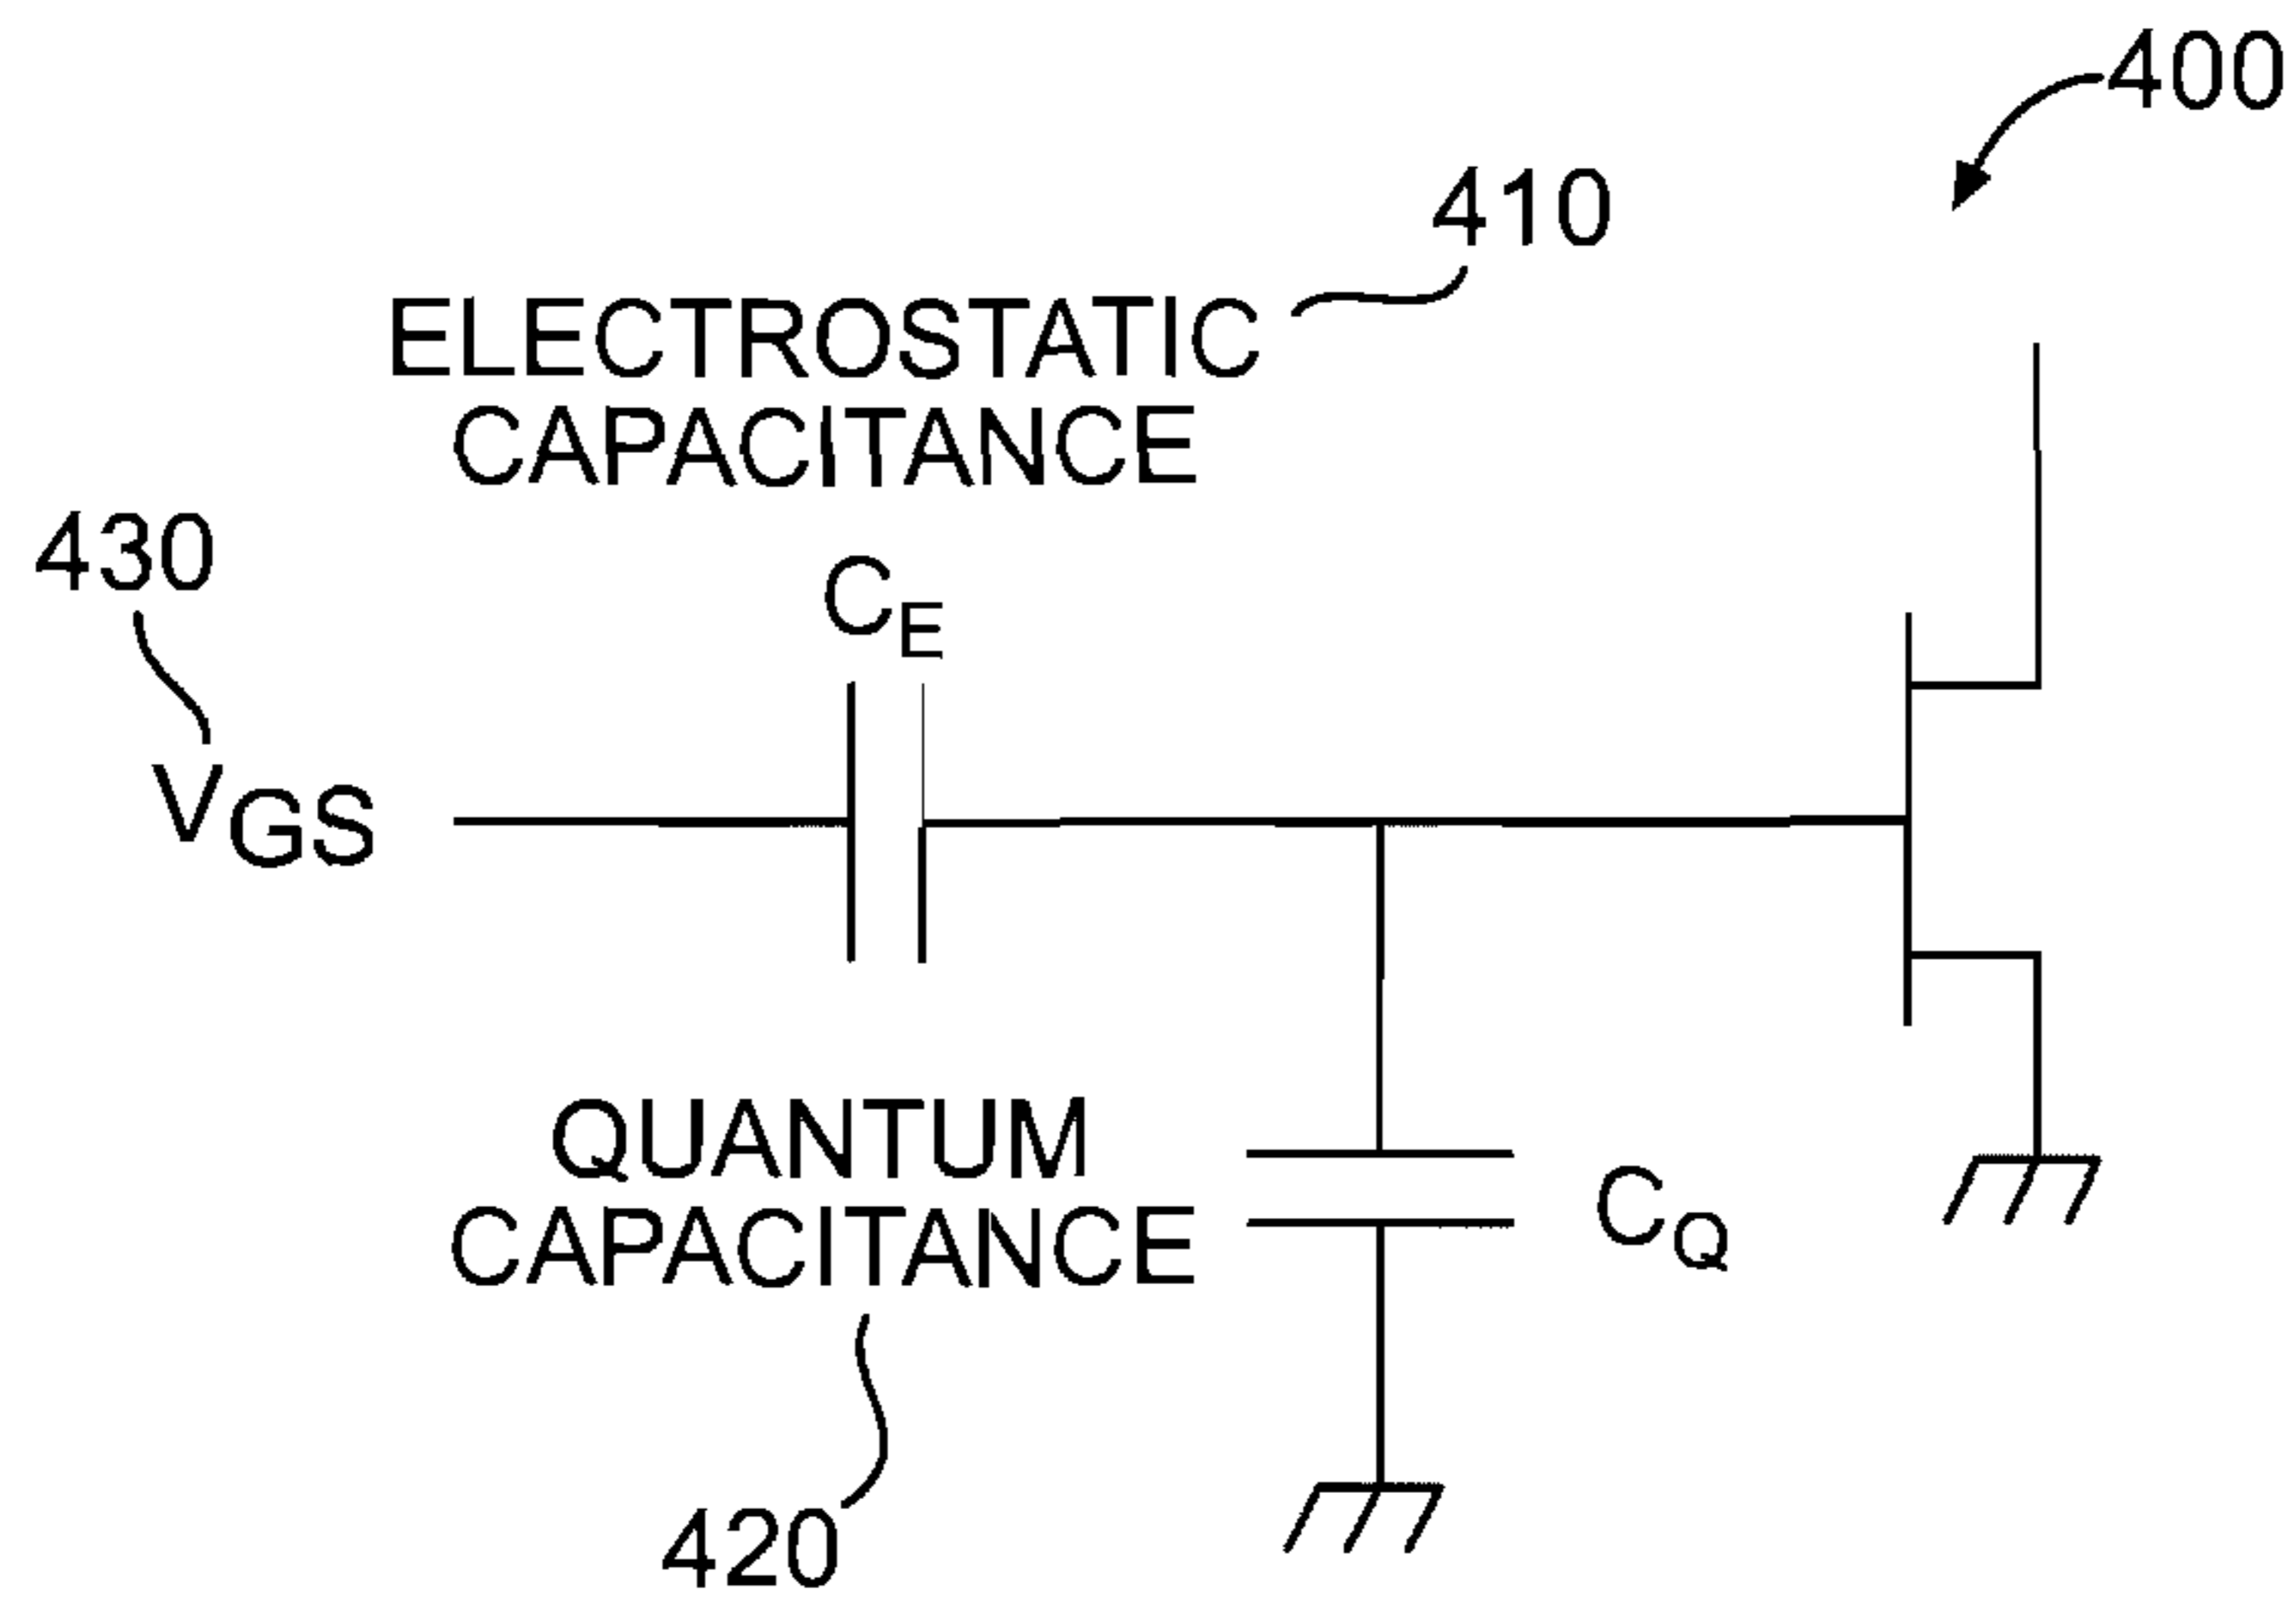 400
410
ELECTROSTATIC
CAPACITANCE
430
CE
VGS
QUANTUM
CAPACITANCE
CQ
420